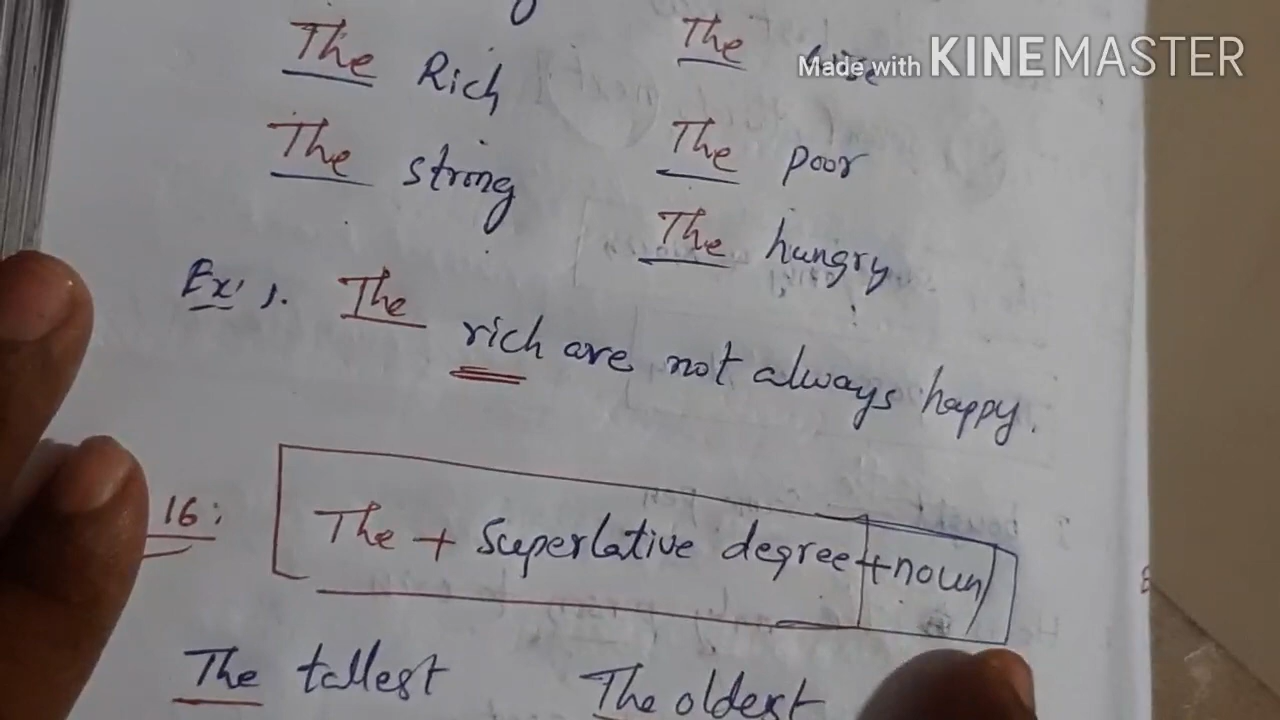 The Rich The
Made with KINEMASTER
The strong The poor
The hungry
Ex: 1. The rich are not always happy.
16: The + Superlative degree + noun
The tallest The oldest